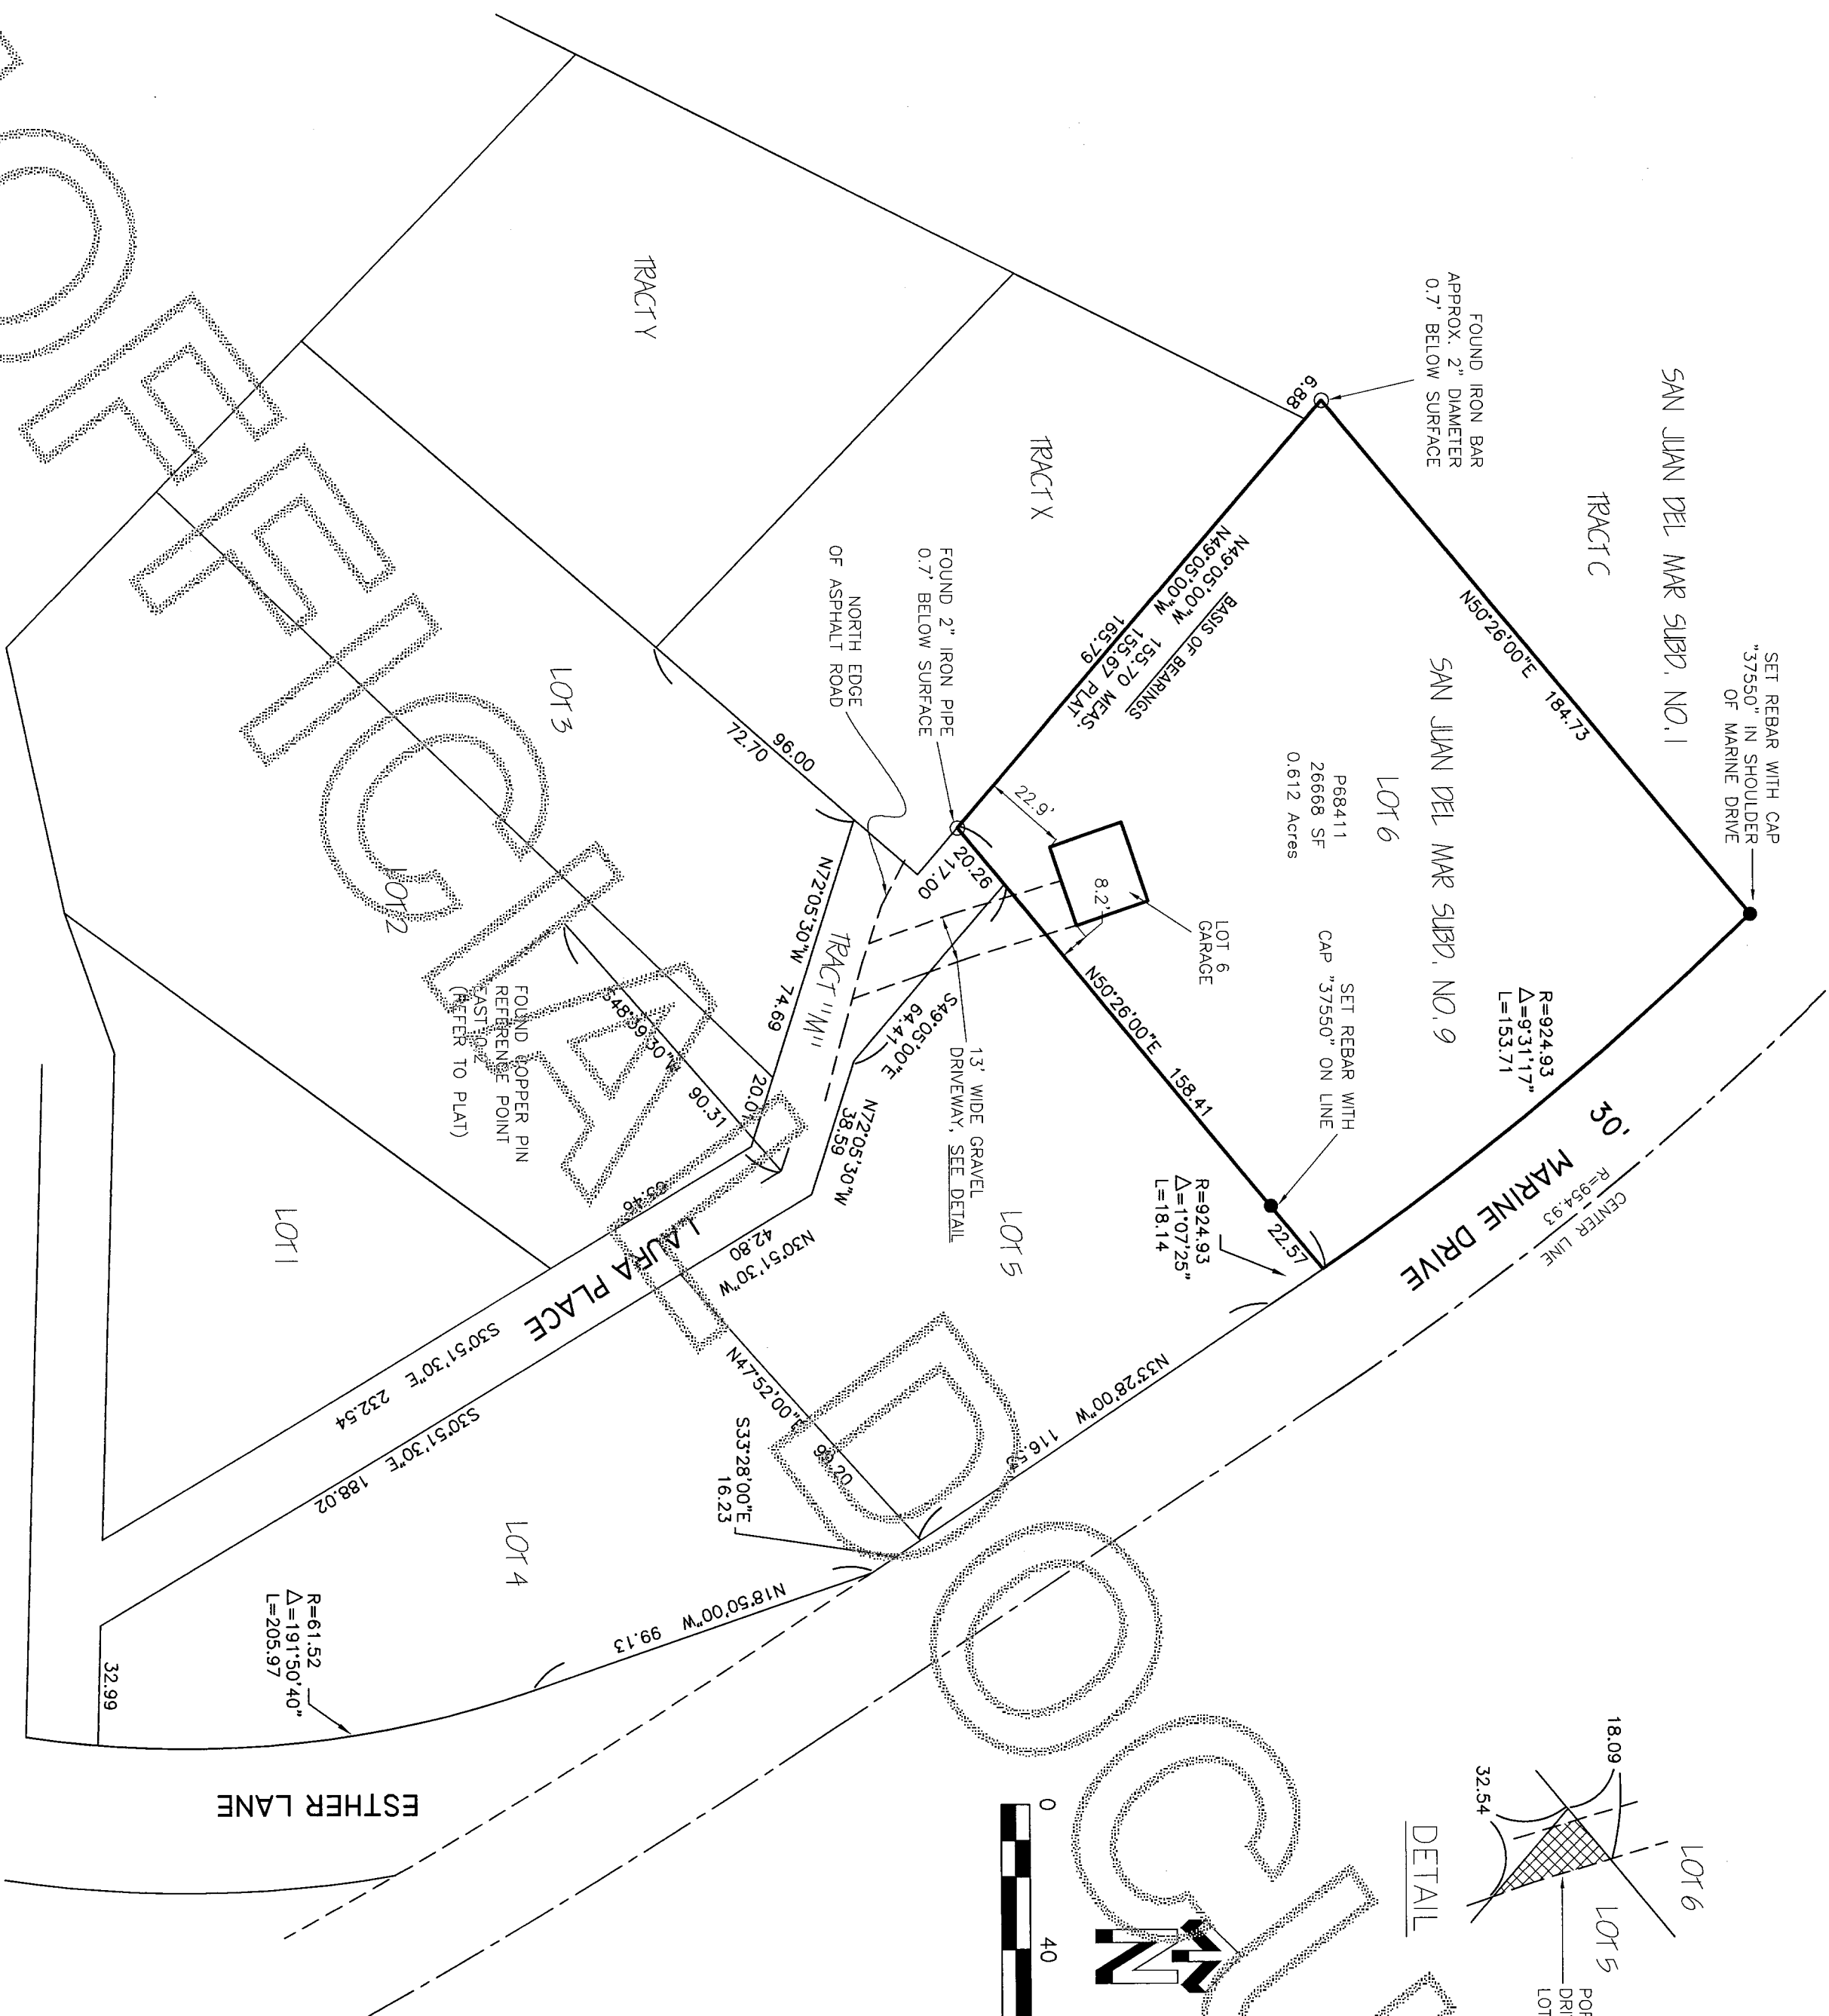 SAN JUAN DEL MAR SUBD. NO. 1
TRACT C
SET REBAR WITH CAP
"37550" IN SHOULDER
OF MARINE DRIVE
FOUND IRON BAR
APPROX. 2" DIAMETER
0.7' BELOW SURFACE
N50°26'00"E 184.73
6.88
SAN JUAN DEL MAR SUBD. NO. 9
LOT 6
P68411
26668 SF
0.612 Acres
R=924.93
Δ=9°31'17"
L=153.71
30'
MARINE DRIVE
R=954.93
CENTER LINE
BASIS OF BEARINGS
N49°05'00"W 155.70 MEAS.
N49°05'00"W 155.67 PLAT
165.79
TRACT X
TRACT Y
SET REBAR WITH
CAP "37550" ON LINE
LOT 6
GARAGE
22.9'
8.2'
N50°26'00"E 158.41
22.57
R=924.93
Δ=1°07'25"
L=18.14
FOUND 2" IRON PIPE
0.7' BELOW SURFACE
20.26
17.00
NORTH EDGE
OF ASPHALT ROAD
13' WIDE GRAVEL
DRIVEWAY, SEE DETAIL
S49°05'00"E
64.41
N72°05'30"W
38.59
LOT 5
96.00
72.70
N72°05'30"W 74.69
TRACT "M"
20.01
S48°39'30"W 90.31
N30°51'30"W
42.80
LAURA PLACE
LOT 3
LOT 2
FOUND COPPER PIN
REFERENCE POINT
(REFER TO PLAT)
LOT 1
S30°51'30"E 232.54
S30°51'30"E 188.02
N47°52'00"E 99.20
N33°28'00"W
S33°28'00"E
16.23
N18°50'00"W 99.13
LOT 4
R=61.52
Δ=191°50'40"
L=205.97
32.99
ESTHER LANE
18.09
32.54
LOT 6
LOT 5
DETAIL
0 40
N